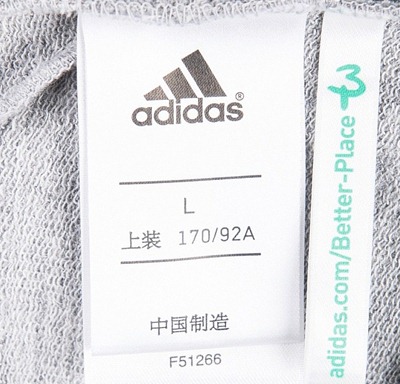 adidas®
L
上装 170/92A
中国制造
F51266
adidas.com/Better-Place